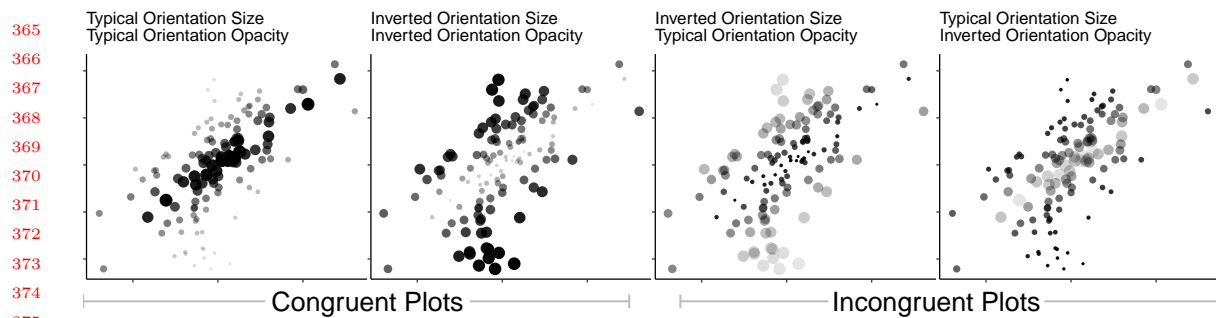 365
366
367
368
369
370
371
372
373
374
Typical Orientation Size
Typical Orientation Opacity
Inverted Orientation Size
Inverted Orientation Opacity
Inverted Orientation Size
Typical Orientation Opacity
Typical Orientation Size
Inverted Orientation Opacity
Congruent Plots
Incongruent Plots